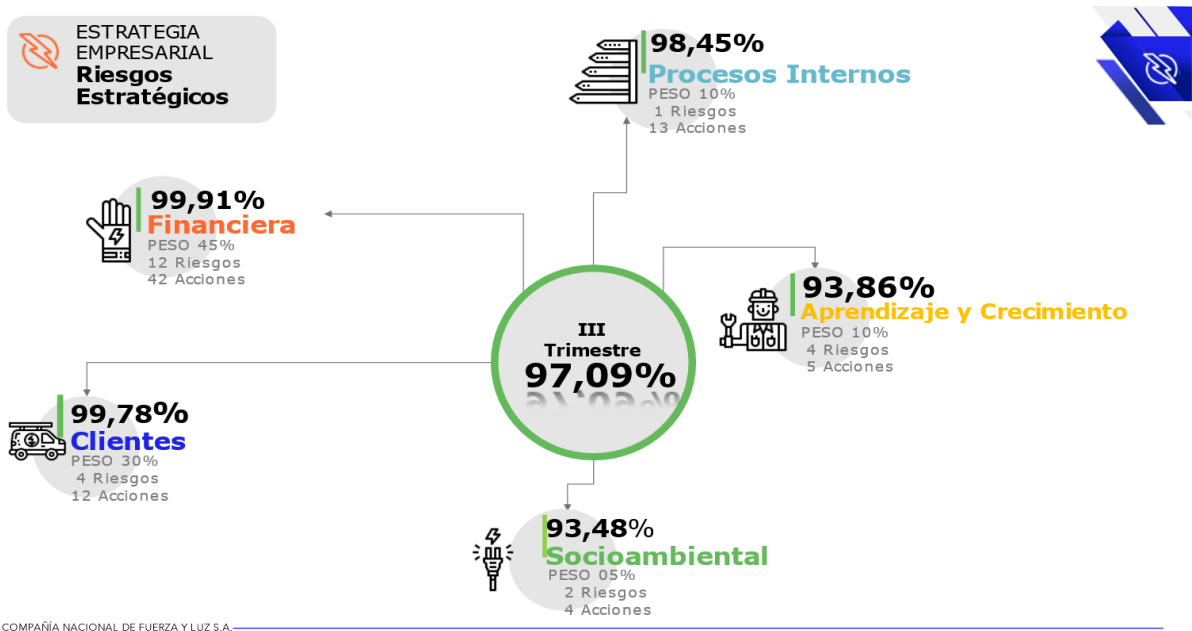 ESTRATEGIA
EMPRESARIAL
Riesgos
Estratégicos
98,45%
Procesos Internos
PESO 10%
1 Riesgos
13 Acciones
99,91%
Financiera
PESO 45%
12 Riesgos
42 Acciones
93,86%
Aprendizaje y Crecimiento
PESO 10%
4 Riesgos
5 Acciones
III
Trimestre
97,09%
99,78%
Clientes
PESO 30%
4 Riesgos
12 Acciones
93,48%
Socioambiental
PESO 05%
2 Riesgos
4 Acciones
COMPAÑÍA NACIONAL DE FUERZA Y LUZ S.A.